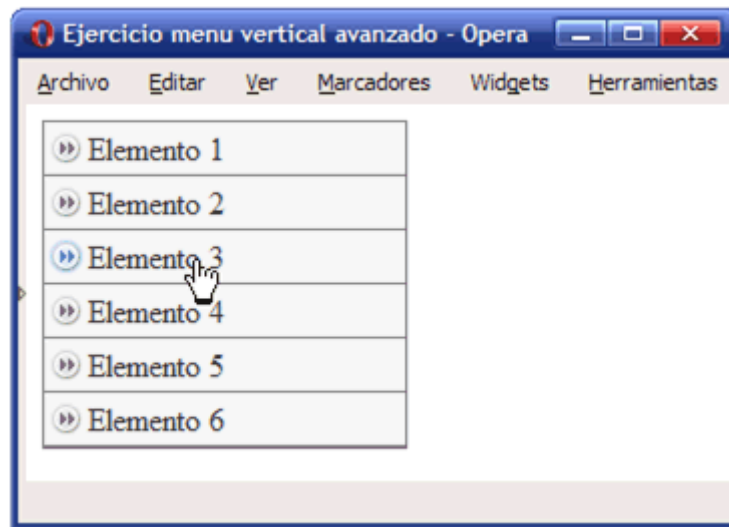 Ejercicio menu vertical avanzado - Opera
Archivo Editar Ver Marcadores Widgets Herramientas
Elemento 1
Elemento 2
Elemento 3
Elemento 4
Elemento 5
Elemento 6